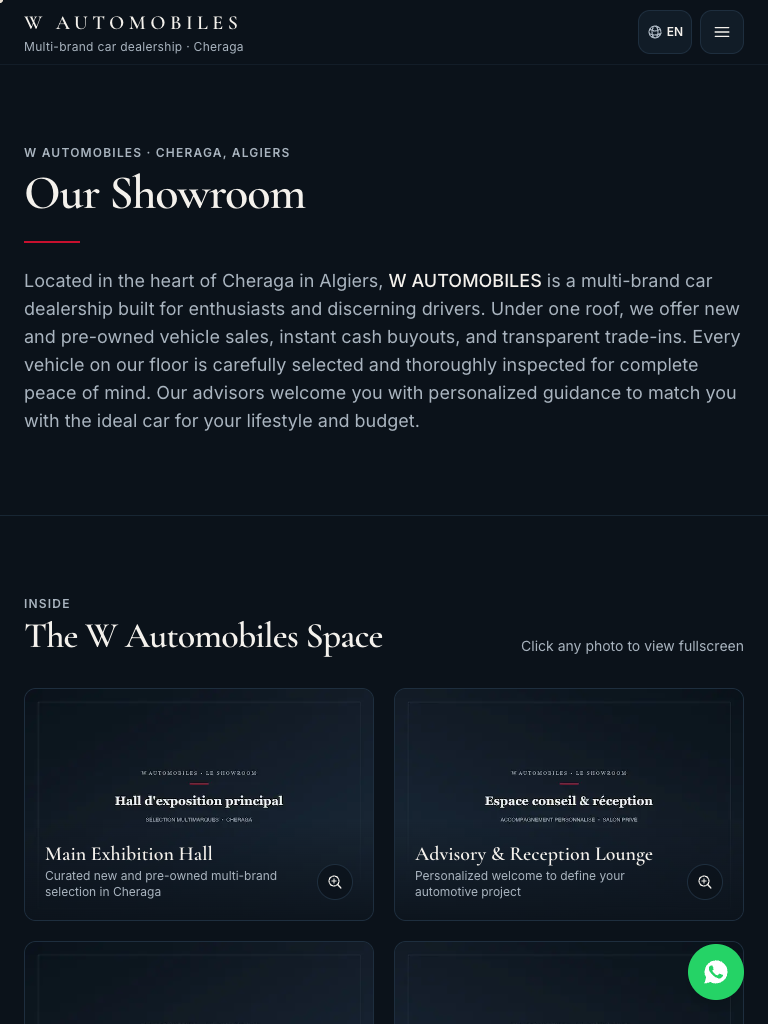 W AUTOMOBILES
Multi-brand car dealership · Cheraga
EN
W AUTOMOBILES · CHERAGA, ALGIERS
Our Showroom
Located in the heart of Cheraga in Algiers, W AUTOMOBILES is a multi-brand car
dealership built for enthusiasts and discerning drivers. Under one roof, we offer new
and pre-owned vehicle sales, instant cash buyouts, and transparent trade-ins. Every
vehicle on our floor is carefully selected and thoroughly inspected for complete
peace of mind. Our advisors welcome you with personalized guidance to match you
with the ideal car for your lifestyle and budget.
INSIDE
The W Automobiles Space
Click any photo to view fullscreen
W AUTOMOBILES • LE SHOWROOM
Hall d'exposition principal
SÉLECTION MULTIMARQUES • CHERAGA
Main Exhibition Hall
Curated new and pre-owned multi-brand
selection in Cheraga
W AUTOMOBILES • LE SHOWROOM
Espace conseil & réception
ACCOMPAGNEMENT PERSONNALISÉ • SALON PRIVÉ
Advisory & Reception Lounge
Personalized welcome to define your
automotive project